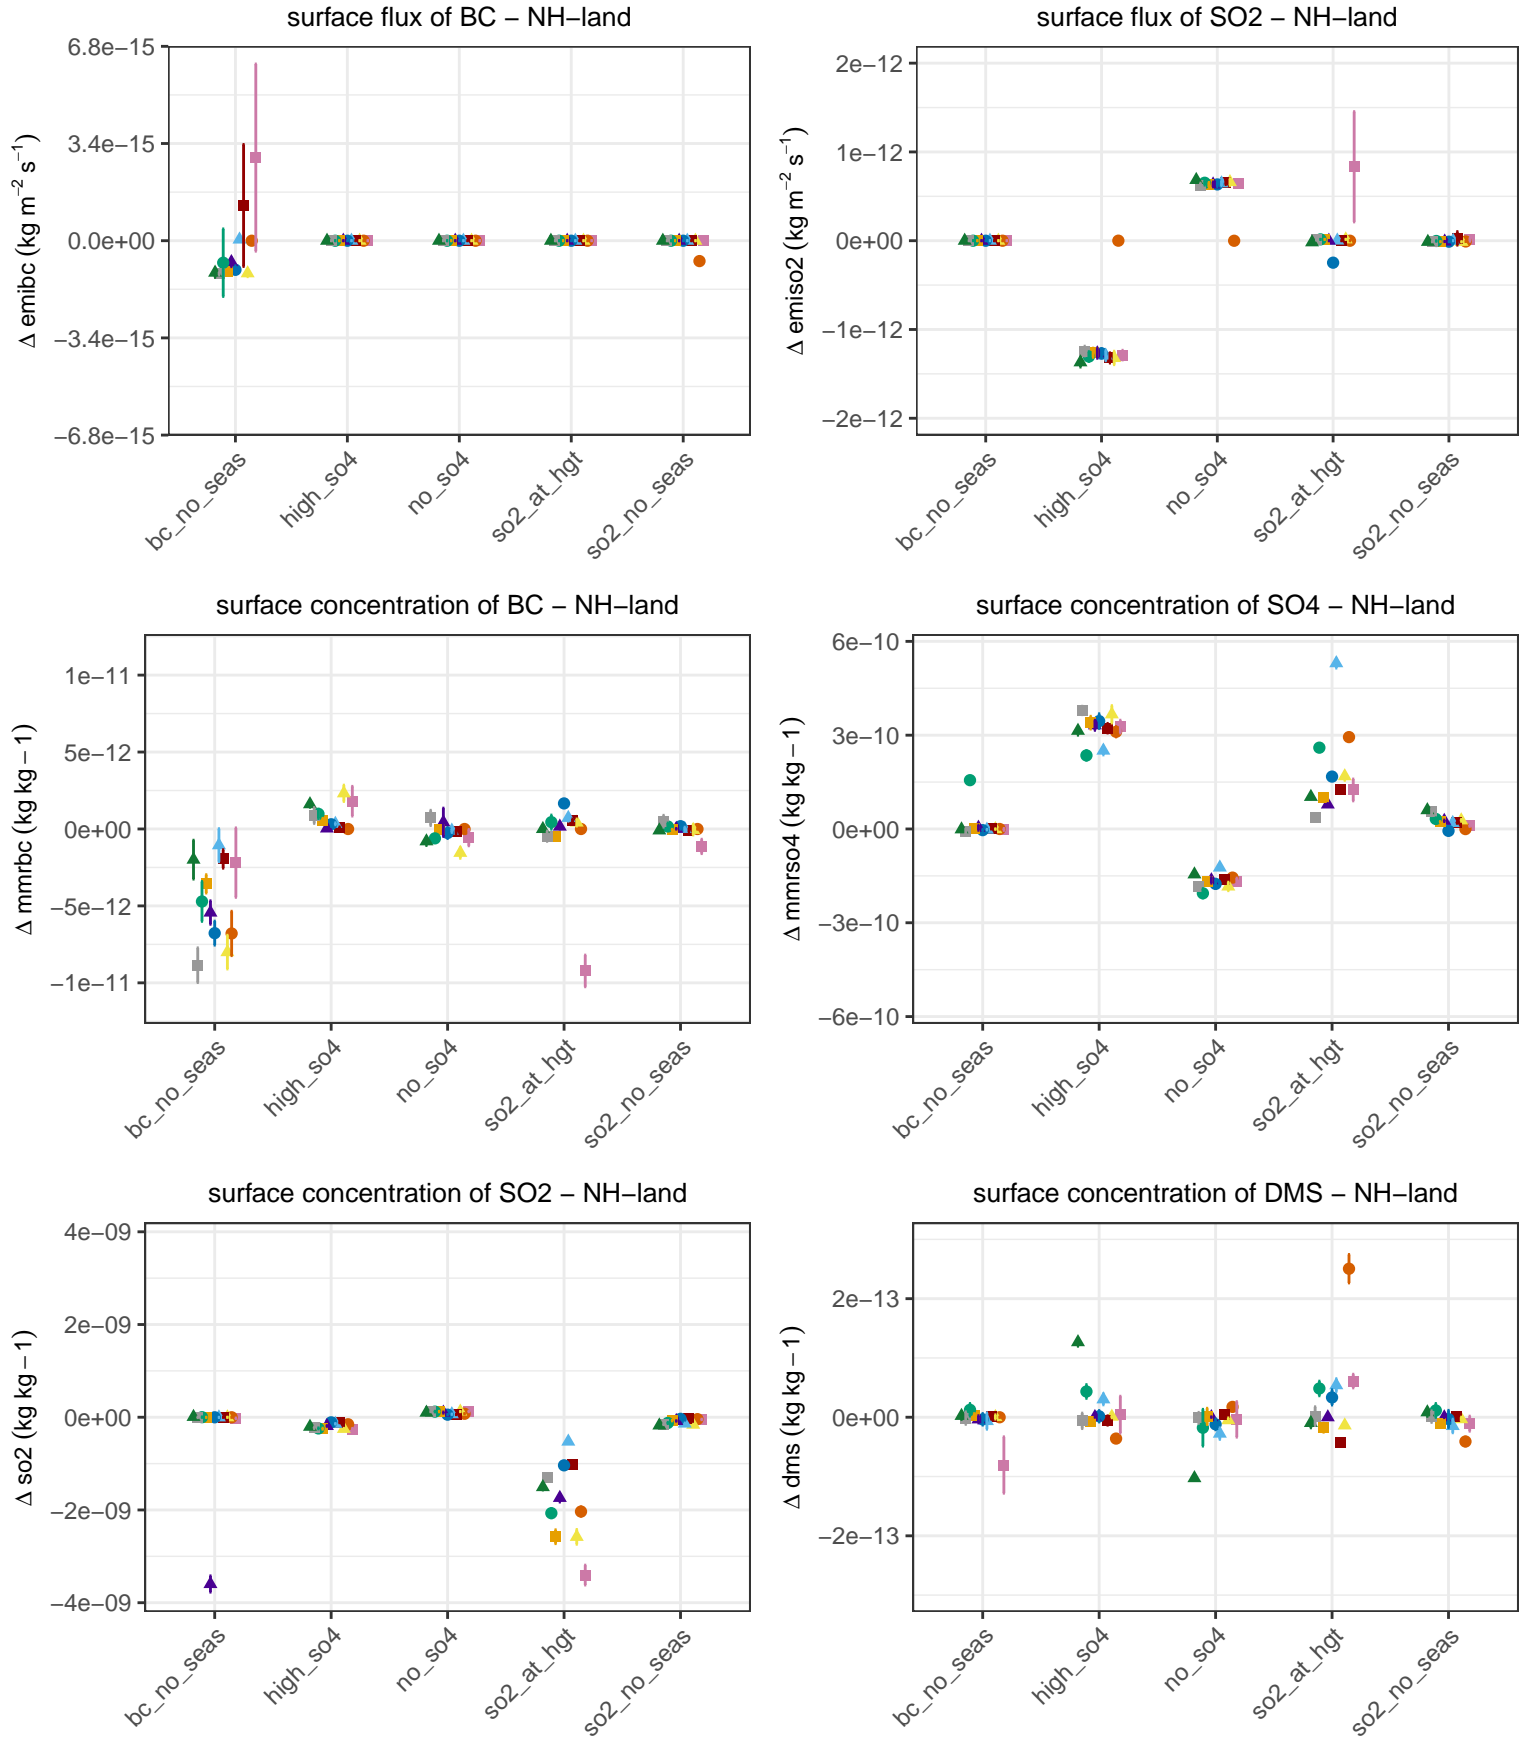 surface flux of BC − NH−land
6.8e−15
3.4e−15
0.0e+00
−3.4e−15
−6.8e−15
Δ emibc (kg m−2 s−1)
bc_no_seas
high_so4
no_so4
so2_at_hgt
so2_no_seas
surface flux of SO2 − NH−land
2e−12
1e−12
0e+00
−1e−12
−2e−12
Δ emiso2 (kg m−2 s−1)
bc_no_seas
high_so4
no_so4
so2_at_hgt
so2_no_seas
surface concentration of BC − NH−land
1e−11
5e−12
0e+00
−5e−12
−1e−11
Δ mmrbc (kg kg − 1)
bc_no_seas
high_so4
no_so4
so2_at_hgt
so2_no_seas
surface concentration of SO4 − NH−land
6e−10
3e−10
0e+00
−3e−10
−6e−10
Δ mmrso4 (kg kg − 1)
bc_no_seas
high_so4
no_so4
so2_at_hgt
so2_no_seas
surface concentration of SO2 − NH−land
4e−09
2e−09
0e+00
−2e−09
−4e−09
Δ so2 (kg kg − 1)
bc_no_seas
high_so4
no_so4
so2_at_hgt
so2_no_seas
surface concentration of DMS − NH−land
2e−13
0e+00
−2e−13
Δ dms (kg kg − 1)
bc_no_seas
high_so4
no_so4
so2_at_hgt
so2_no_seas